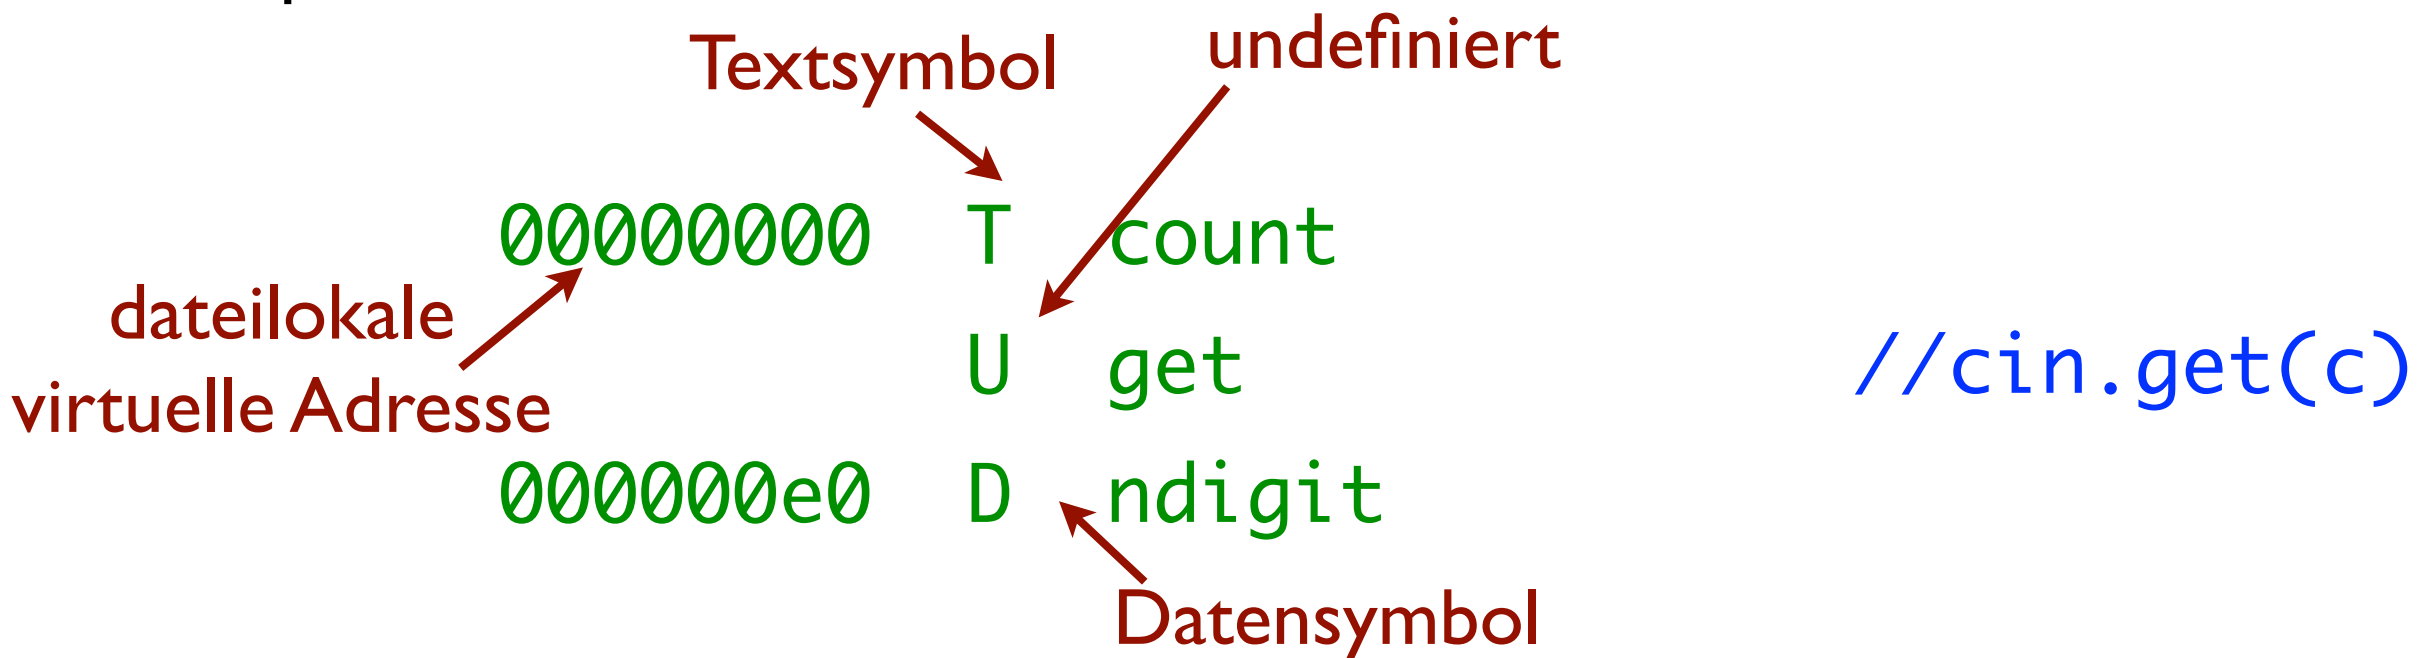 Textsymbol
undefiniert
00000000 T count
dateilokale
virtuelle Adresse
U get //cin.get(c)
000000e0 D ndigit
Datensymbol